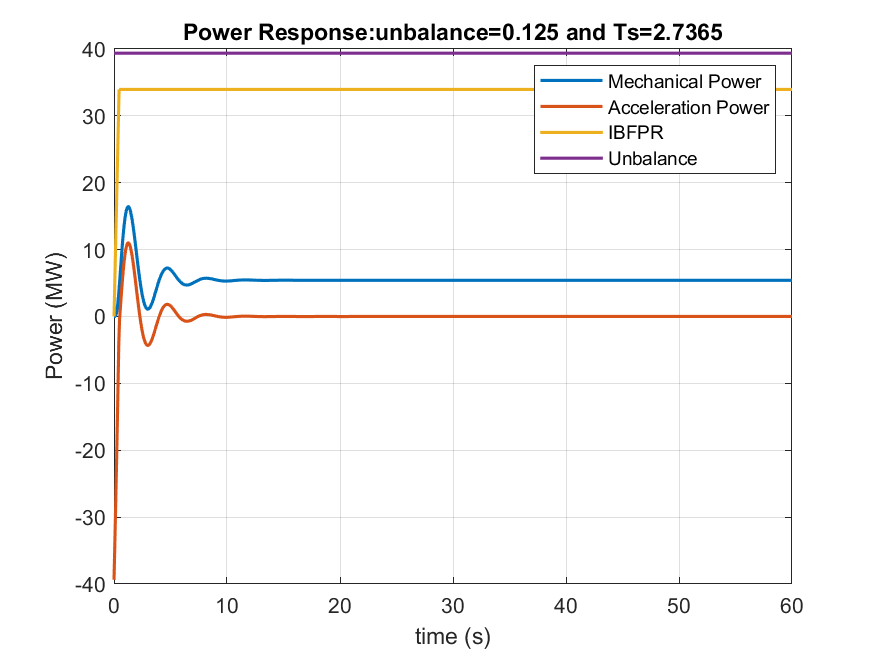 Power Response:unbalance=0.125 and Ts=2.7365
40
30
20
10
0
-10
-20
-30
-40
Power (MW)
Mechanical Power
Acceleration Power
IBFPR
Unbalance
0 10 20 30 40 50 60
time (s)